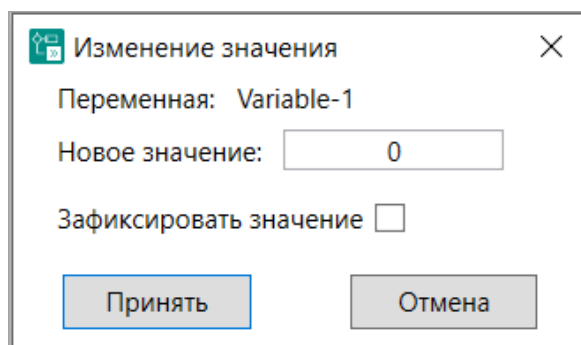 Изменение значения
Переменная: Variable-1
Новое значение: 0
Зафиксировать значение
Принять Отмена